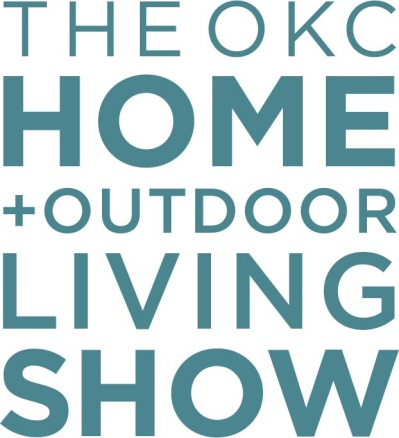 THE OKC
HOME
+OUTDOOR
LIVING
SHOW